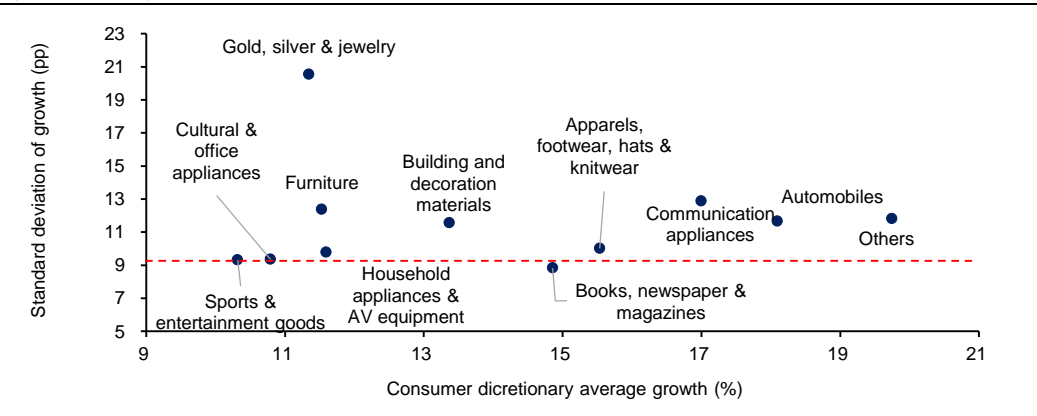 Standard deviation of growth (pp)
23
21
19
17
15
13
11
9
7
5
Gold, silver & jewelry
Cultural &
office
appliances
Furniture
Building and
decoration
materials
Apparels,
footwear, hats &
knitwear
Communication
appliances
Automobiles
Others
Sports &
entertainment goods
Household
appliances &
AV equipment
Books, newspaper &
magazines
9
11
13
15
17
19
21
Consumer dicretionary average growth (%)